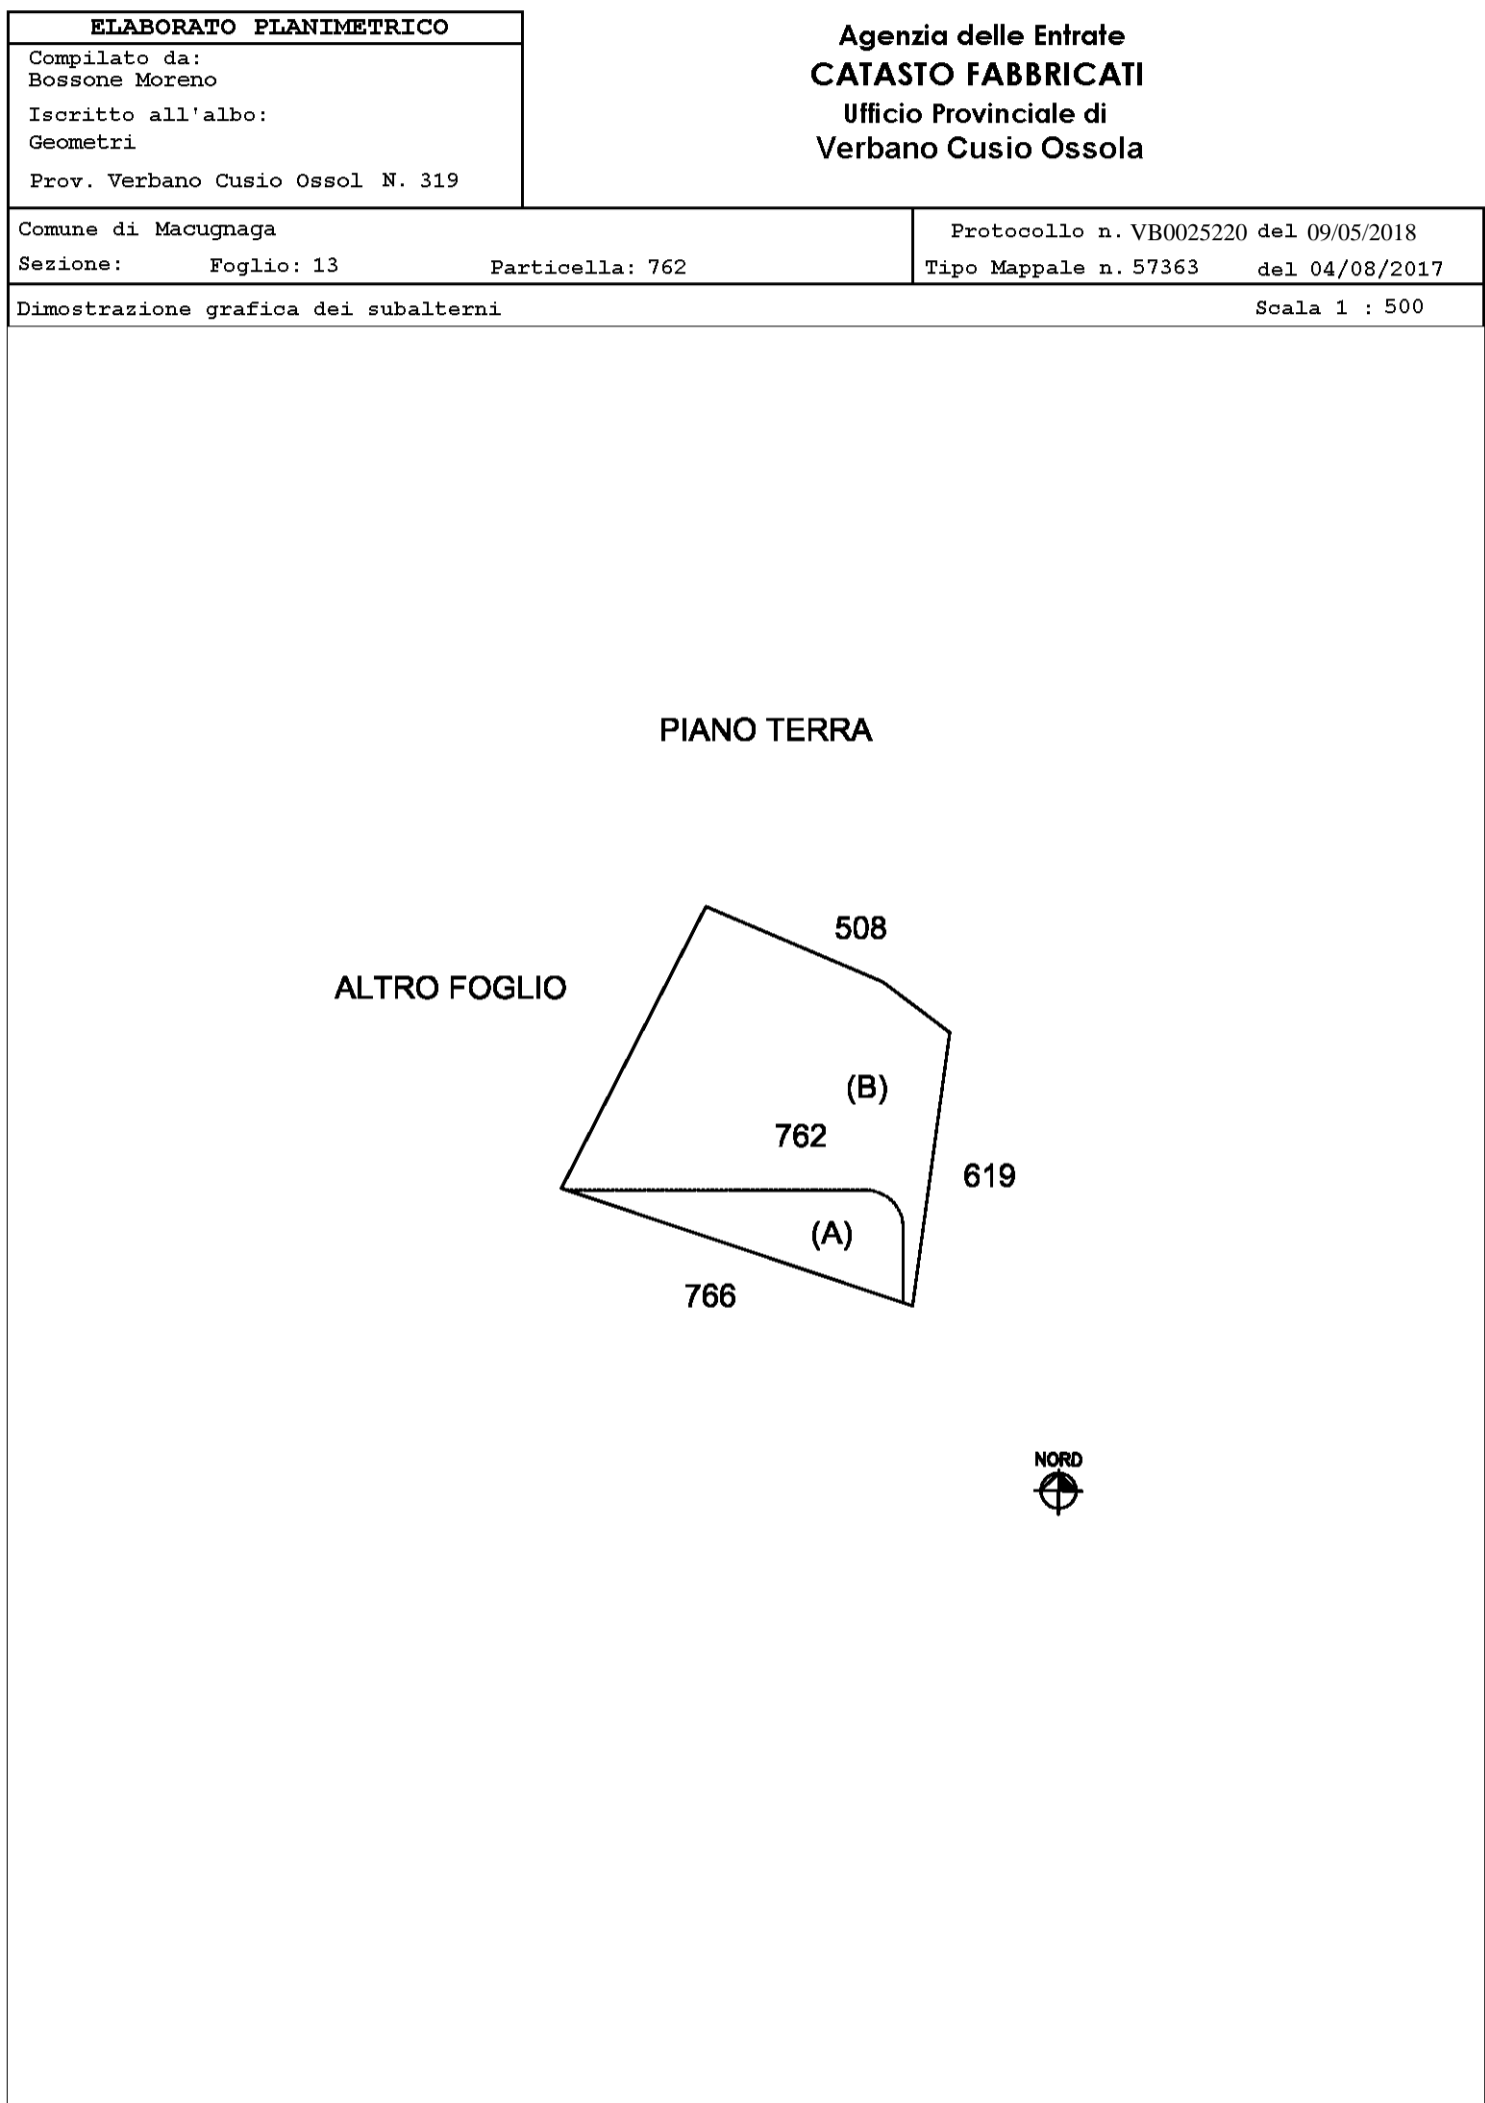 ELABORATO PLANIMETRICO
Compilato da:
Bossone Moreno
Iscritto all'albo:
Geometri
Prov. Verbano Cusio Ossol N. 319
Agenzia delle Entrate
CATASTO FABBRICATI
Ufficio Provinciale di
Verbano Cusio Ossola
Comune di Macugnaga
Sezione: Foglio: 13 Particella: 762
Protocollo n. VB0025220 del 09/05/2018
Tipo Mappale n. 57363 del 04/08/2017
Dimostrazione grafica dei subalterni Scala 1 : 500
PIANO TERRA
508
ALTRO FOGLIO
(B)
762
619
(A)
766
NORD